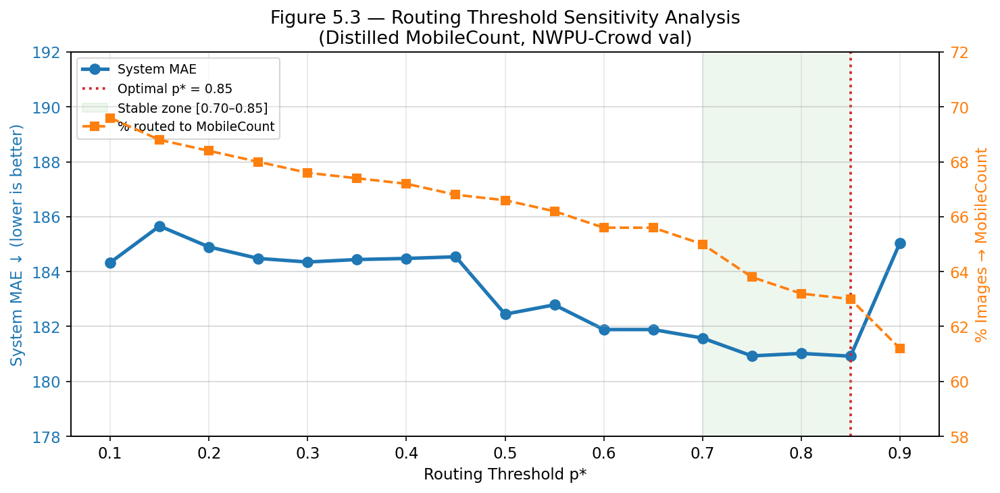 Figure 5.3 — Routing Threshold Sensitivity Analysis
(Distilled MobileCount, NWPU-Crowd val)
System MAE
Optimal p* = 0.85
Stable zone [0.70–0.85]
% routed to MobileCount
System MAE ↓ (lower is better)
192
190
188
186
184
182
180
178
72
70
68
66
64
62
60
58
% Images → MobileCount
0.1 0.2 0.3 0.4 0.5 0.6 0.7 0.8 0.9
Routing Threshold p*